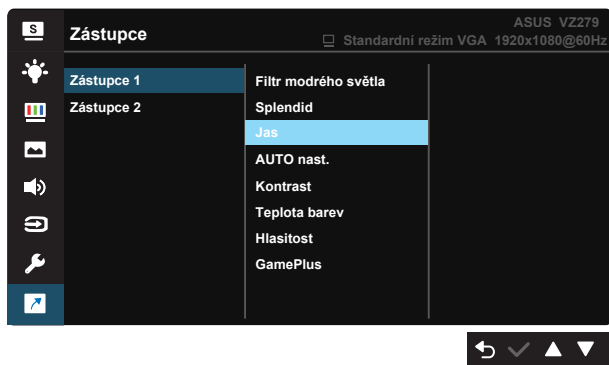 S
Zástupce
ASUS VZ279
Standardní režim VGA 1920x1080@60Hz
Zástupce 1
Zástupce 2
Filtr modrého světla
Splendid
Jas
AUTO nast.
Kontrast
Teplota barev
Hlasitost
GamePlus